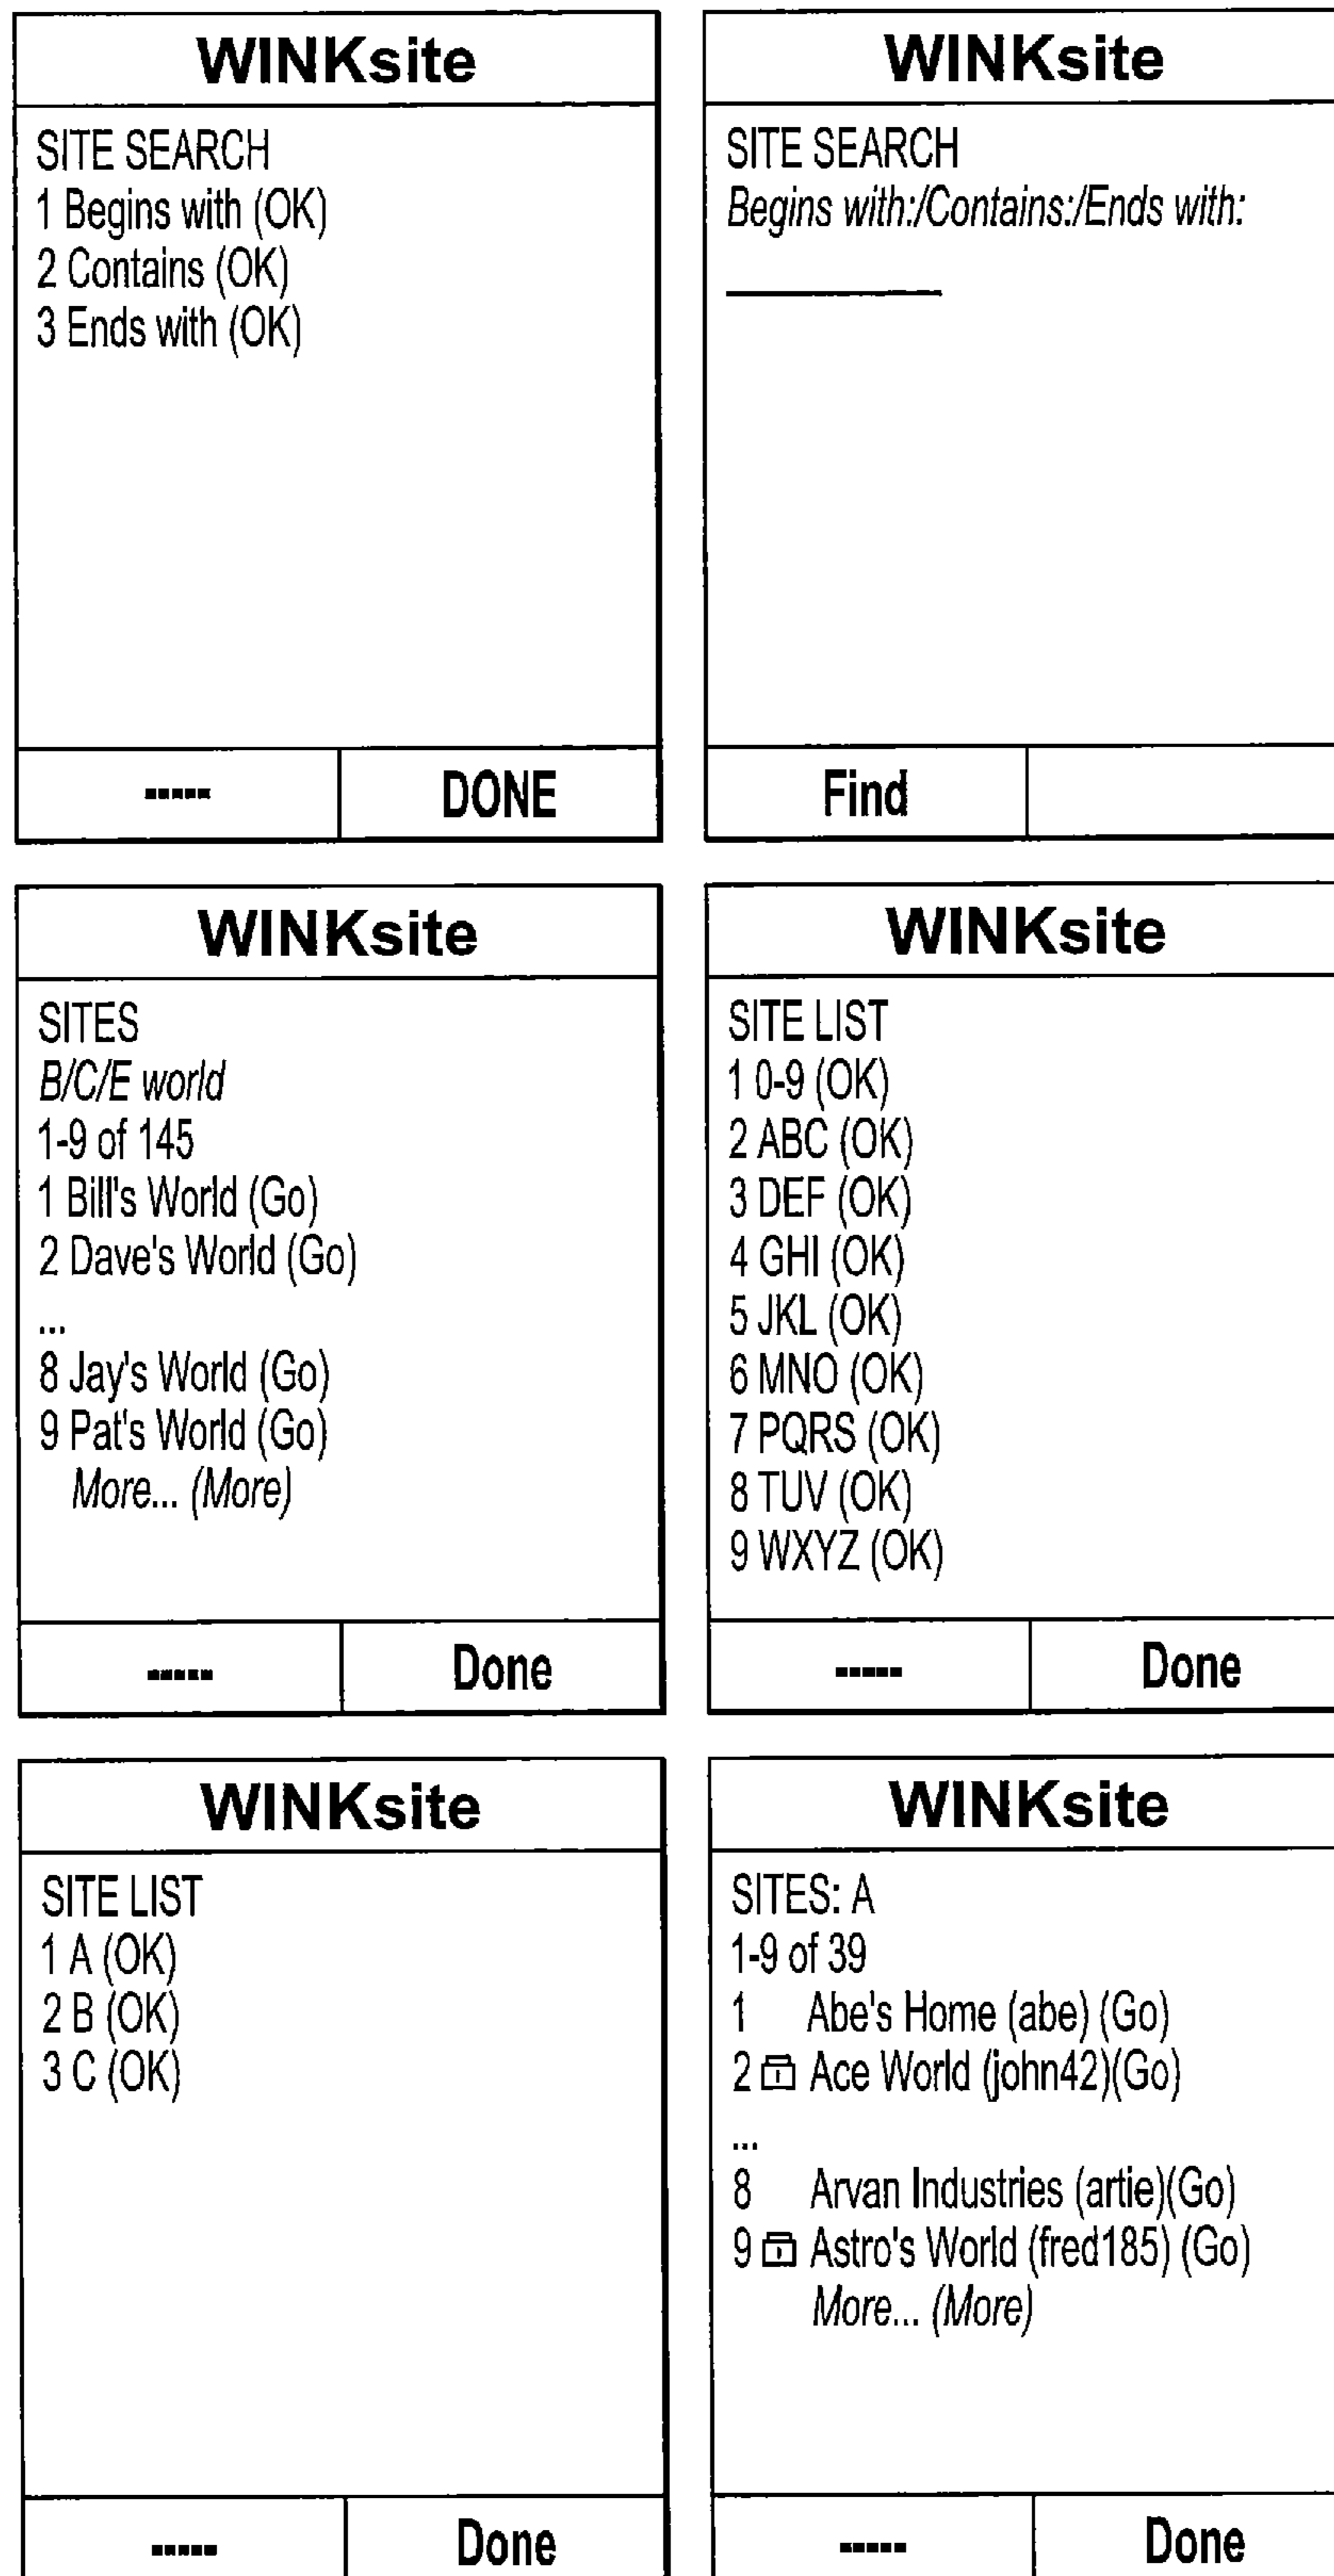 WINKsite
SITE SEARCH
1 Begins with (OK)
2 Contains (OK)
3 Ends with (OK)
----- DONE
WINKsite
SITE SEARCH
Begins with:/Contains:/Ends with:
Find
WINKsite
SITES
B/C/E world
1-9 of 145
1 Bill's World (Go)
2 Dave's World (Go)
...
8 Jay's World (Go)
9 Pat's World (Go)
More... (More)
----- Done
WINKsite
SITE LIST
1 0-9 (OK)
2 ABC (OK)
3 DEF (OK)
4 GHI (OK)
5 JKL (OK)
6 MNO (OK)
7 PQRS (OK)
8 TUV (OK)
9 WXYZ (OK)
----- Done
WINKsite
SITE LIST
1 A (OK)
2 B (OK)
3 C (OK)
----- Done
WINKsite
SITES: A
1-9 of 39
1 Abe's Home (abe) (Go)
2 Ace World (john42)(Go)
...
8 Arvan Industries (artie)(Go)
9 Astro's World (fred185) (Go)
More... (More)
----- Done